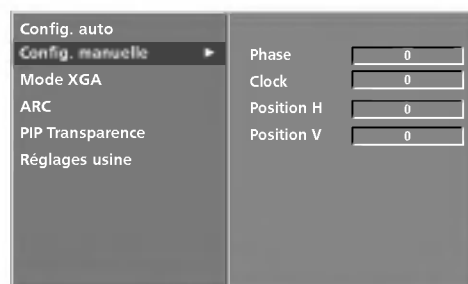 Config. auto
Config. manuelle
Mode XGA
ARC
PIP Transparence
Réglages usine
Phase 0
Clock 0
Position H 0
Position V 0